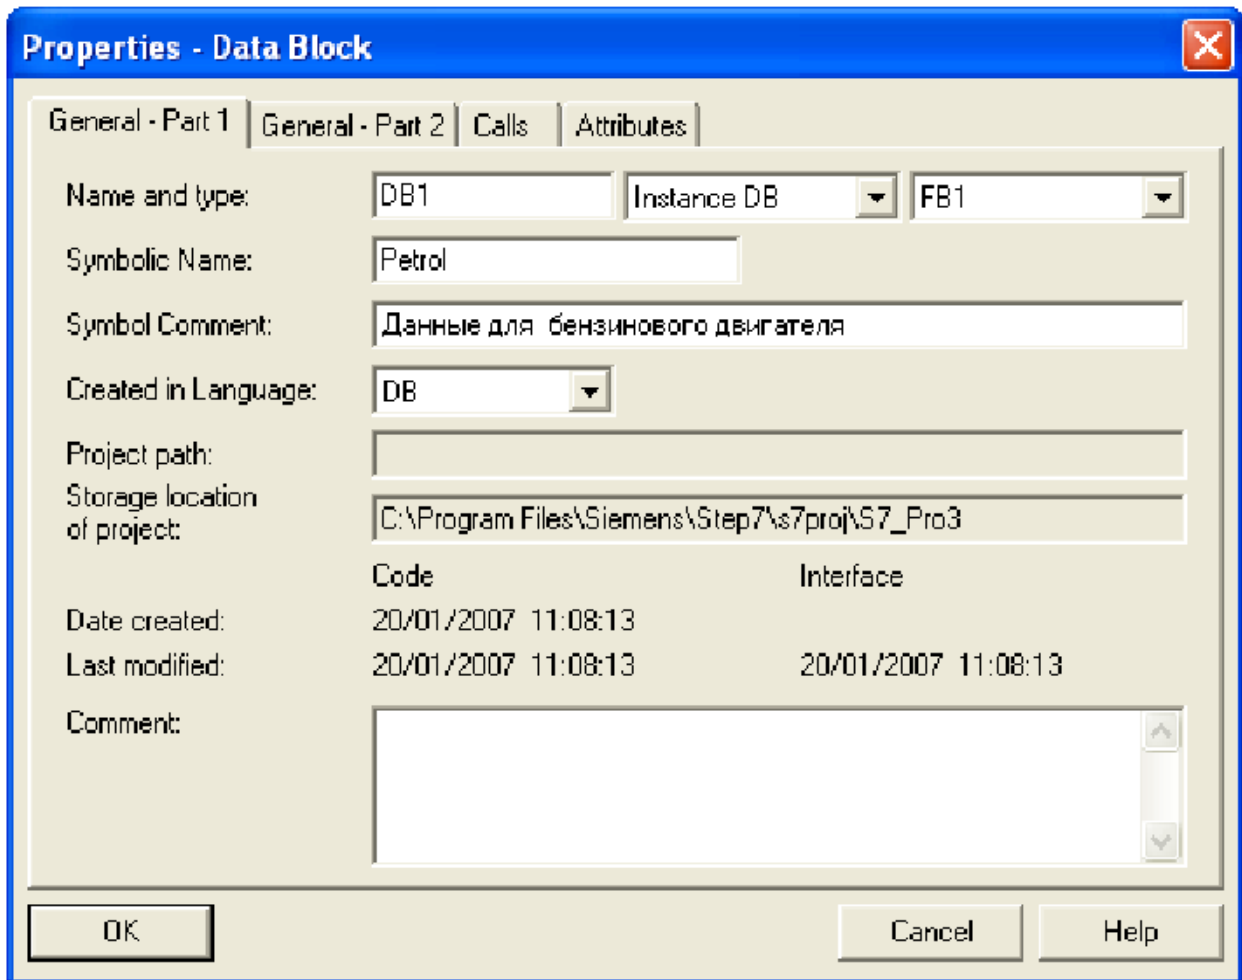 Properties - Data Block
General - Part 1 General - Part 2 Calls Attributes
Name and type: DB1 Instance DB FB1
Symbolic Name: Petrol
Symbol Comment: Данные для бензинового двигателя
Created in Language: DB
Project path:
Storage location
of project: C:\Program Files\Siemens\Step7\s7proj\S7_Pro3
Code Interface
Date created: 20/01/2007 11:08:13
Last modified: 20/01/2007 11:08:13 20/01/2007 11:08:13
Comment:
OK Cancel Help